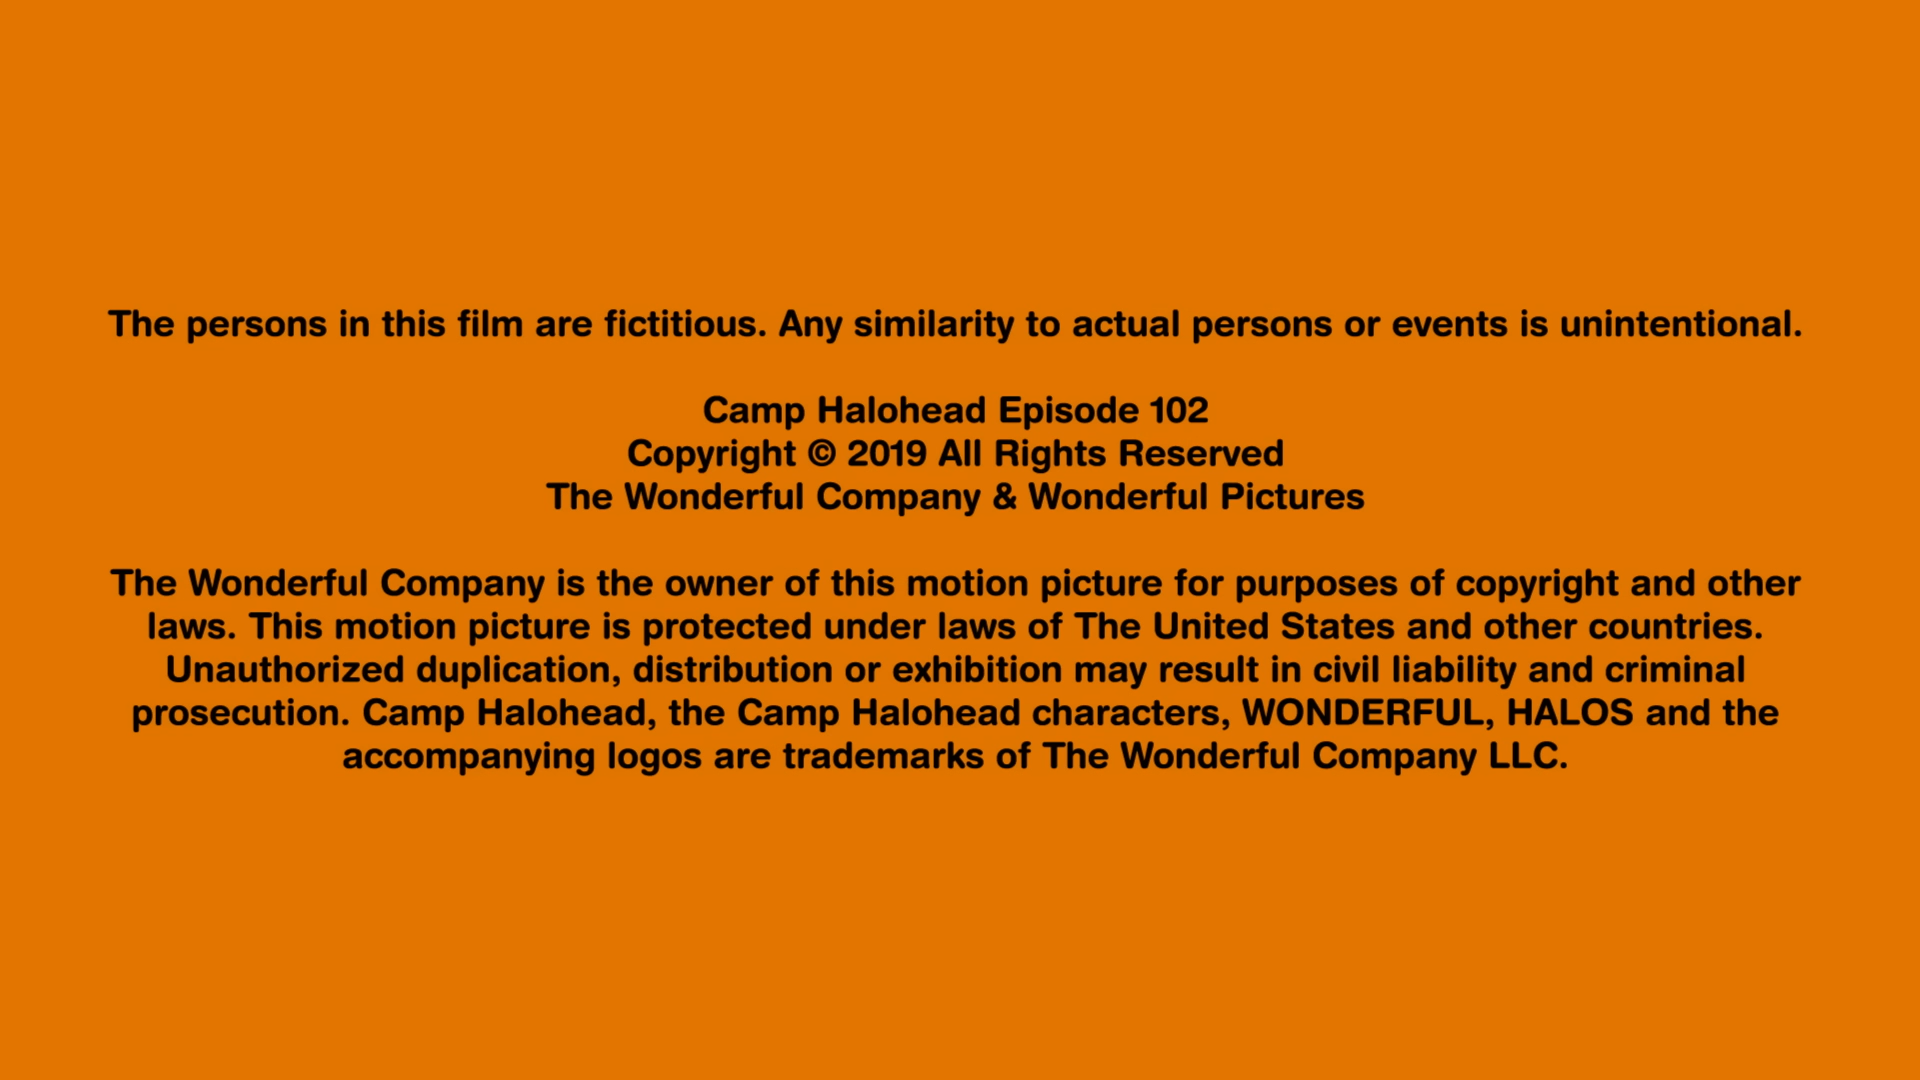 The persons in this film are fictitious. Any similarity to actual persons or events is unintentional.
Camp Halohead Episode 102
Copyright © 2019 All Rights Reserved
The Wonderful Company & Wonderful Pictures
The Wonderful Company is the owner of this motion picture for purposes of copyright and other
laws. This motion picture is protected under laws of The United States and other countries.
Unauthorized duplication, distribution or exhibition may result in civil liability and criminal
prosecution. Camp Halohead, the Camp Halohead characters, WONDERFUL, HALOS and the
accompanying logos are trademarks of The Wonderful Company LLC.